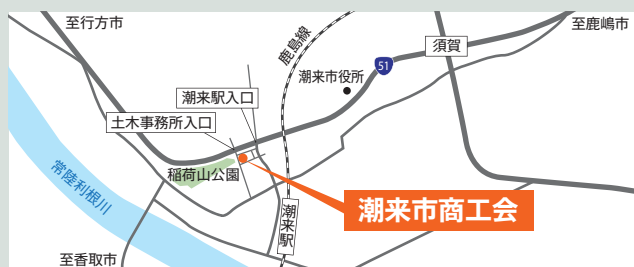 至行方市
鹿島線
須賀
至鹿嶋市
51
潮来市役所
潮来駅入口
土木事務所入口
稲荷山公園
常陸利根川
潮来駅
潮来市商工会
至香取市